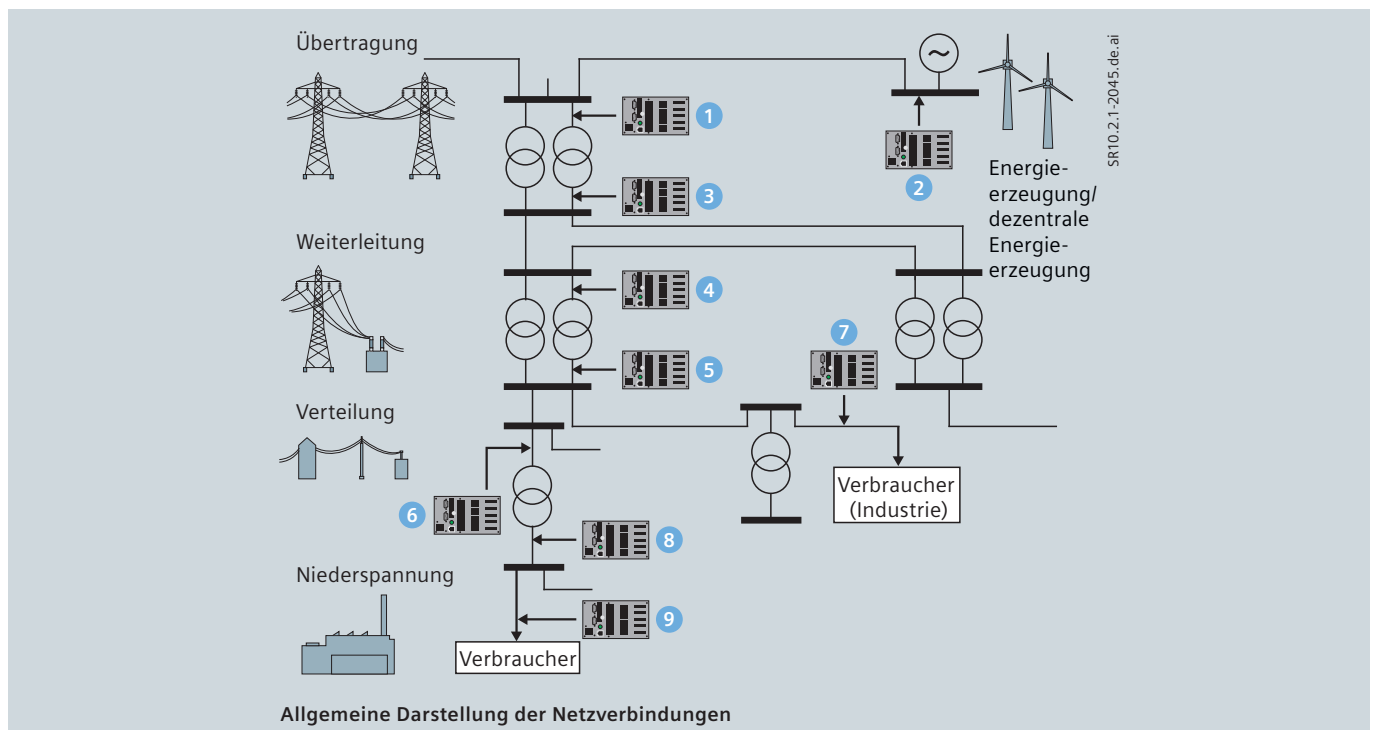 Übertragung
~
SR10.2.1-2045.de.ai
1
2
Energie-
erzeugung/
dezentrale
Energie-
erzeugung
3
Weiterleitung
4
7
5
Verteilung
Verbraucher
(Industrie)
6
8
Niederspannung
9
Verbraucher
Allgemeine Darstellung der Netzverbindungen